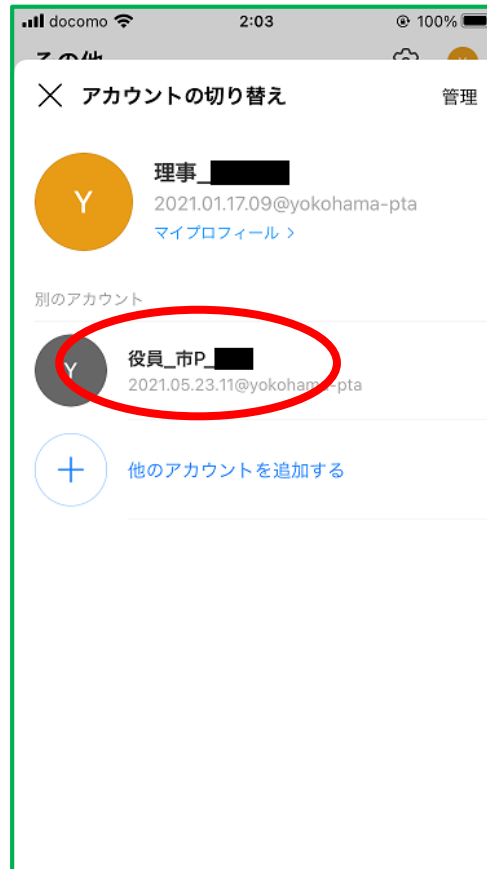 docomo 2:03 100%
その他
アカウントの切り替え 管理
Y
理事_
2021.01.17.09@yokohama-pta
マイプロフィール >
別のアカウント
Y
役員_市P_
2021.05.23.11@yokohama-pta
他のアカウントを追加する